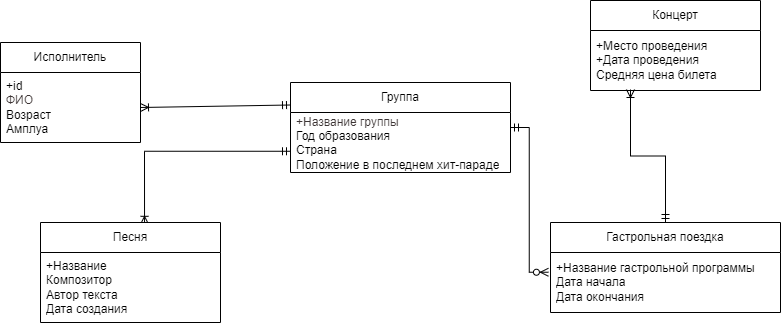 Концерт
+Место проведения
+Дата проведения
Средняя цена билета
Исполнитель
+id
ФИО
Возраст
Амплуа
Группа
+Название группы
Год образования
Страна
Положение в последнем хит-параде
Песня
+Название
Композитор
Автор текста
Дата создания
Гастрольная поездка
+Название гастрольной программы
Дата начала
Дата окончания